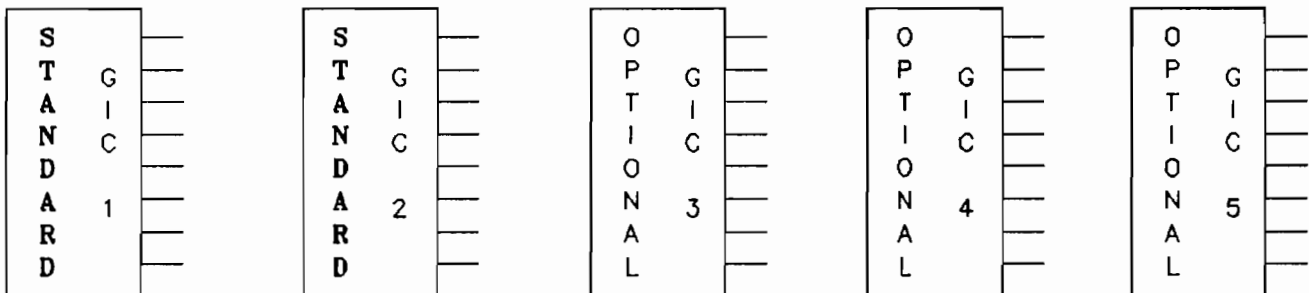 STANDARD
GIC 1
STANDARD
GIC 2
OPTIONAL
GIC 3
OPTIONAL
GIC 4
OPTIONAL
GIC 5